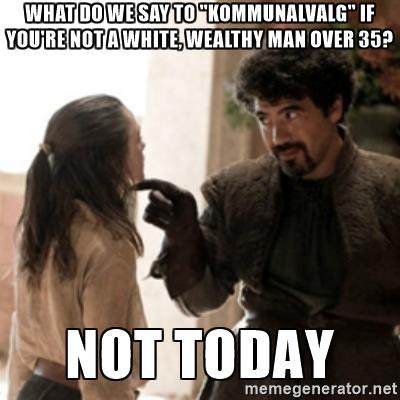 WHAT DO WE SAY TO "KOMMUNALVALG" IF
YOU'RE NOT A WHITE, WEALTHY MAN OVER 35?
NOT TODAY
memegenerator.net